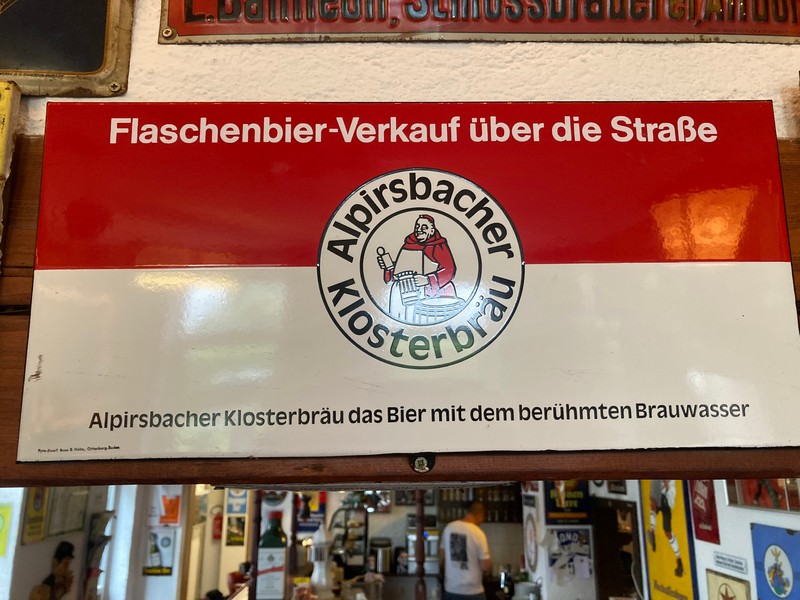 Flaschenbier-Verkauf über die Straße
Alpirsbacher
Klosterbräu
Alpirsbacher Klosterbräu das Bier mit dem berühmten Brauwasser